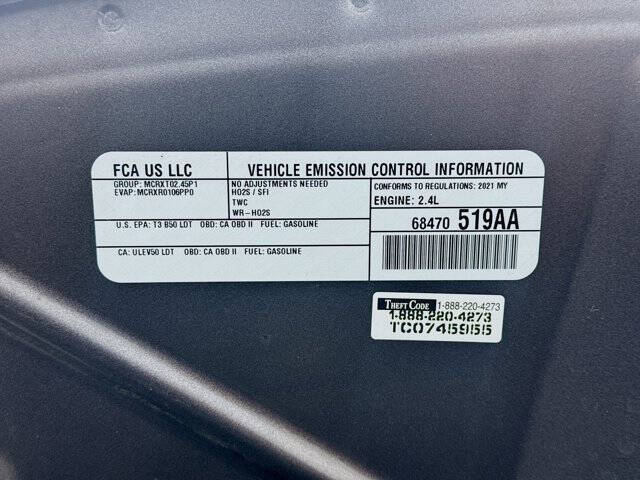 FCA US LLC
GROUP: MCRXT02.45P1
EVAP: MCRXR0106PP0
VEHICLE EMISSION CONTROL INFORMATION
NO ADJUSTMENTS NEEDED
HO2S / SFI
TWC
WR-HO2S
CONFORMS TO REGULATIONS: 2021 MY
ENGINE: 2.4L
U.S. EPA: T3 B50 LDT OBD: CA OBD II FUEL: GASOLINE
CA: ULEV50 LDT OBD: CA OBD II FUEL: GASOLINE
68470 519AA
THEFT CODE 1-888-220-4273
1-888-220-4273
TC0745955